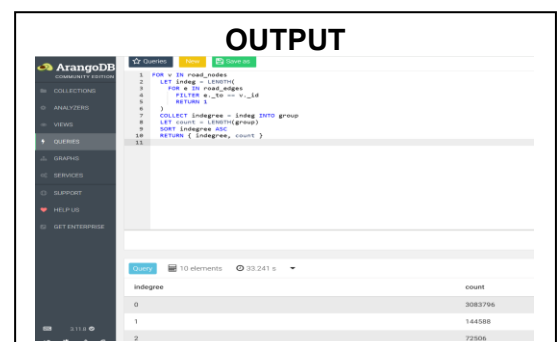 OUTPUT
ArangoDB
COMMUNITY EDITION
Queries New Save as
COLLECTIONS
ANALYZERS
VIEWS
QUERIES
GRAPHS
SERVICES
SUPPORT
HELP US
GET ENTERPRISE
3.11.0
1 FOR v IN road_nodes
2 LET indeg = LENGTH(
3 FOR e IN road_edges
4 FILTER e._to == v._id
5 RETURN 1
6 )
7 COLLECT indegree = indeg INTO group
8 LET count = LENGTH(group)
9 SORT indegree ASC
10 RETURN { indegree, count }
11
Query 10 elements 33.241 s
indegree count
0 3083796
1 144588
2 72506